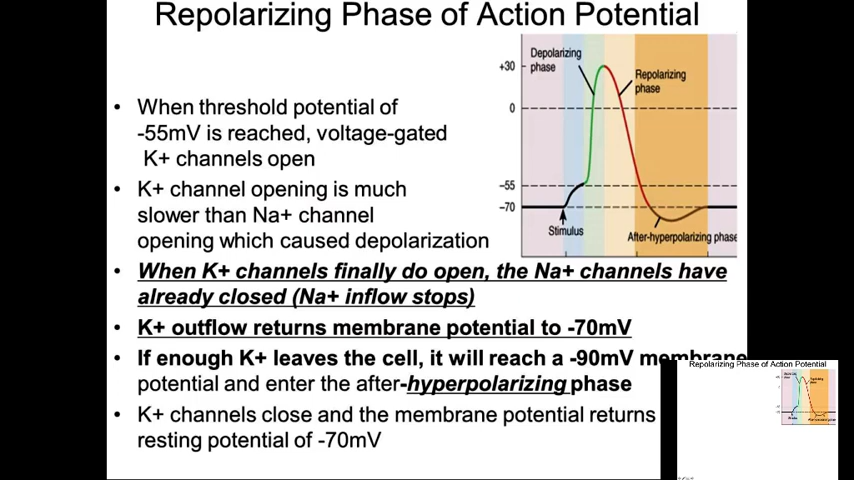 Repolarizing Phase of Action Potential
+30
0
-55
-70
Depolarizing
phase
Repolarizing
phase
Stimulus
After-hyperpolarizing phase
• When threshold potential of
-55mV is reached, voltage-gated
K+ channels open
• K+ channel opening is much
slower than Na+ channel
opening which caused depolarization
• When K+ channels finally do open, the Na+ channels have
already closed (Na+ inflow stops)
• K+ outflow returns membrane potential to -70mV
• If enough K+ leaves the cell, it will reach a -90mV membrane
potential and enter the after-hyperpolarizing phase
• K+ channels close and the membrane potential returns
resting potential of -70mV
Repolarizing Phase of Action Potential